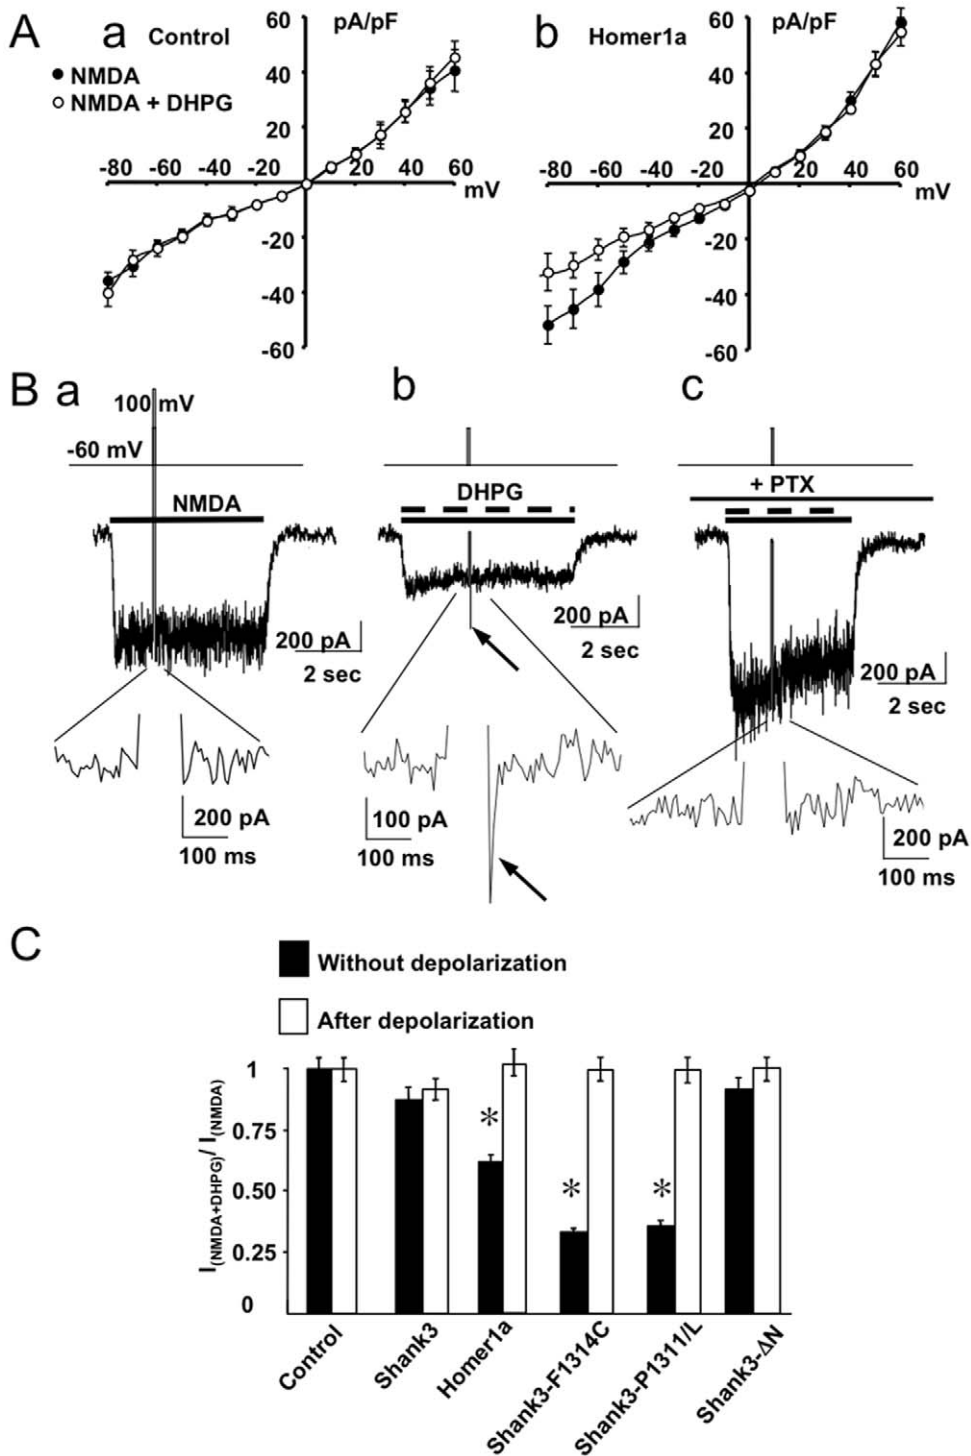 A a Control
60 pA/pF
● NMDA
○ NMDA + DHPG
40
20
-80 -60 -40 -20 20 40 60
mV
-20
-40
-60
b Homer1a
60 pA/pF
40
20
-80 -60 -40 -20 20 40 60
mV
-20
-40
-60
B a
100 mV
-60 mV
NMDA
200 pA
2 sec
200 pA
100 ms
b
DHPG
200 pA
2 sec
100 pA
100 ms
c
+ PTX
200 pA
2 sec
200 pA
100 ms
C
Without depolarization
After depolarization
I(NMDA+DHPG)/ I(NMDA)
1
0.75
0.50
0.25
0
*
*
*
Control
Shank3
Homer1a
Shank3-F1314C
Shank3-P1311/L
Shank3-ΔN